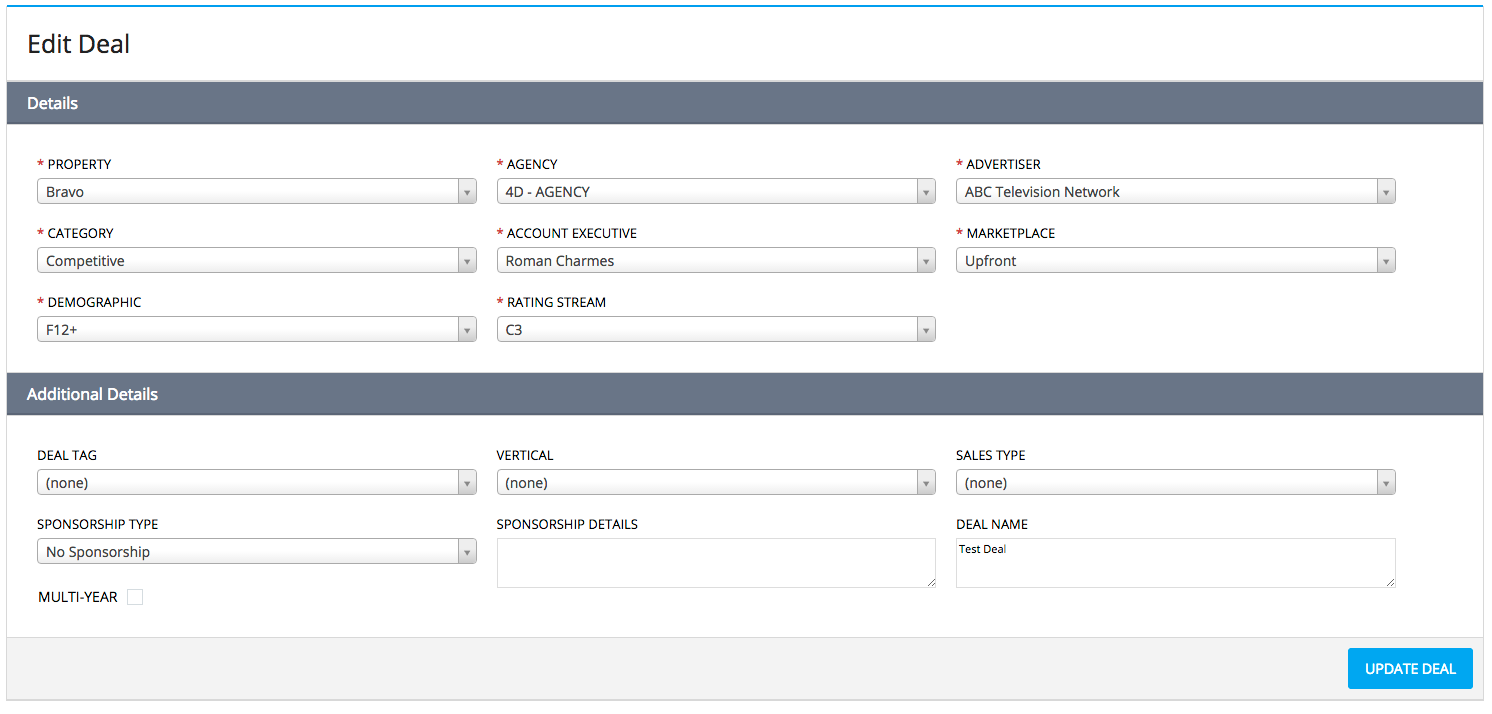 Edit Deal
Details
* PROPERTY * AGENCY * ADVERTISER
Bravo 4D - AGENCY ABC Television Network
* CATEGORY * ACCOUNT EXECUTIVE * MARKETPLACE
Competitive Roman Charmes Upfront
* DEMOGRAPHIC * RATING STREAM
F12+ C3
Additional Details
DEAL TAG VERTICAL SALES TYPE
(none) (none) (none)
SPONSORSHIP TYPE SPONSORSHIP DETAILS DEAL NAME
No Sponsorship Test Deal
MULTI-YEAR
UPDATE DEAL